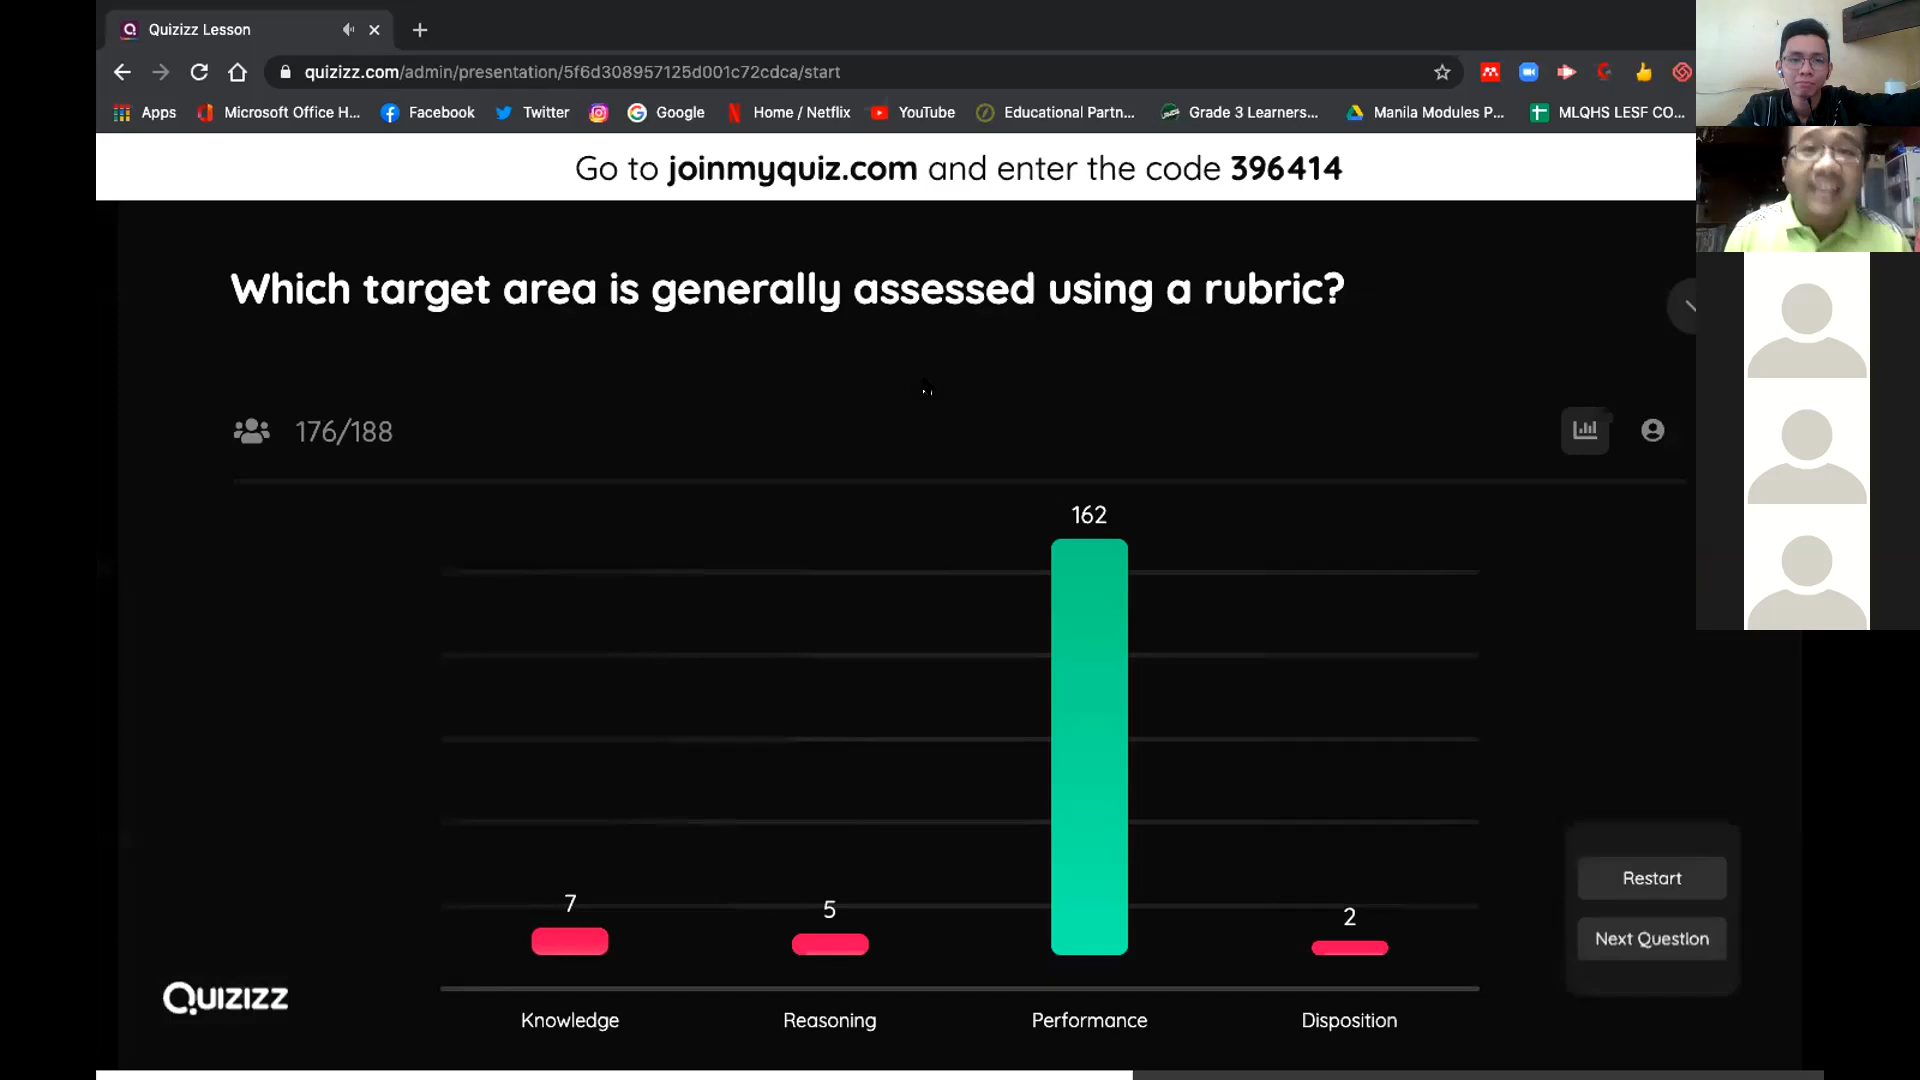 Quizizz Lesson
quizizz.com/admin/presentation/5f6d308957125d001c72cdca/start
Apps Microsoft Office H... Facebook Twitter Google Home / Netflix YouTube Educational Partn... Grade 3 Learners... Manila Modules P... MLQHS LESF CO...
Go to joinmyquiz.com and enter the code 396414
Which target area is generally assessed using a rubric?
176/188
162
7
5
2
Knowledge Reasoning Performance Disposition
Restart
Next Question
Quizizz